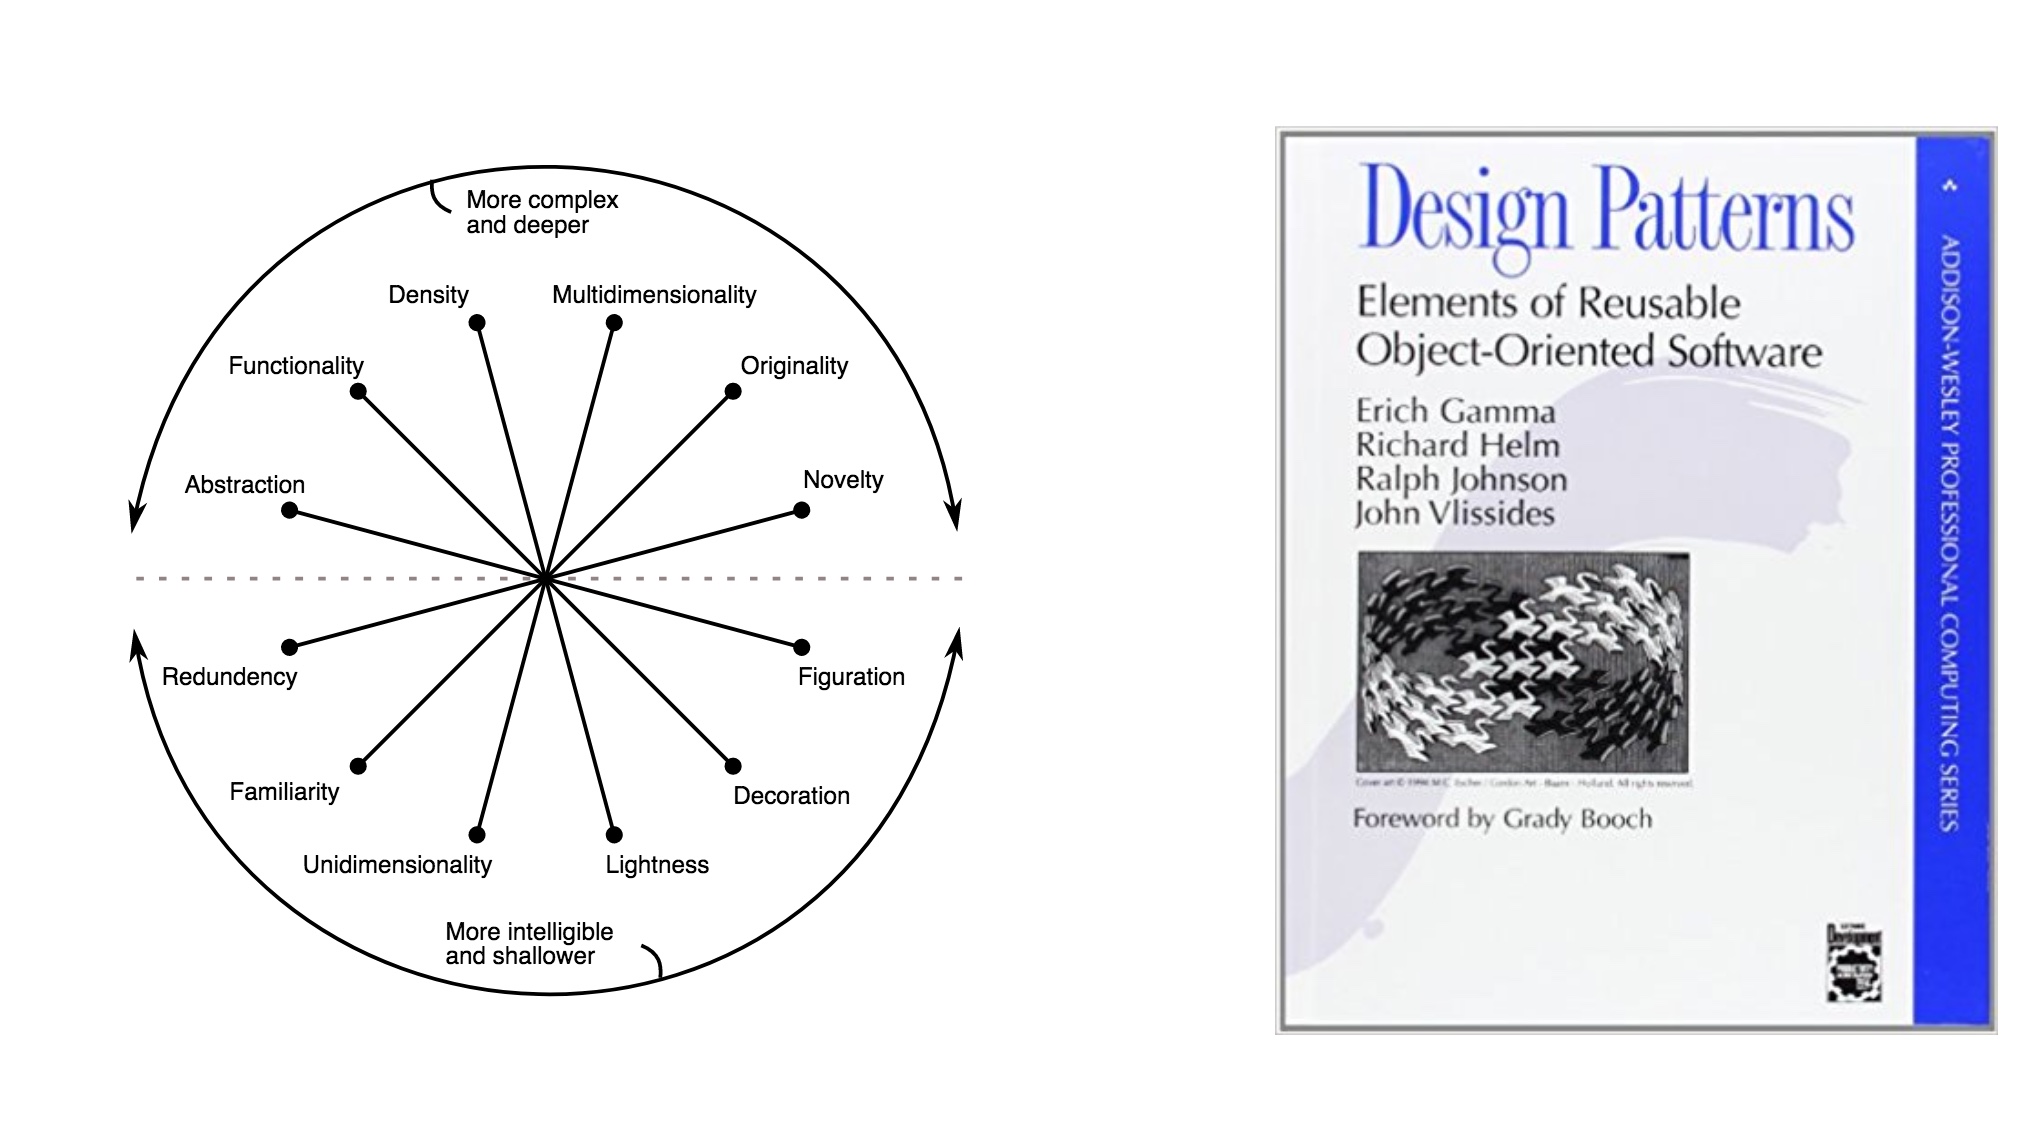 More complex
and deeper
Density
Multidimensionality
Functionality
Originality
Abstraction
Novelty
Redundency
Figuration
Familiarity
Decoration
Unidimensionality
Lightness
More intelligible
and shallower
Design Patterns
Elements of Reusable
Object-Oriented Software
Erich Gamma
Richard Helm
Ralph Johnson
John Vlissides
Foreword by Grady Booch
ADDISON-WESLEY PROFESSIONAL COMPUTING SERIES
Development